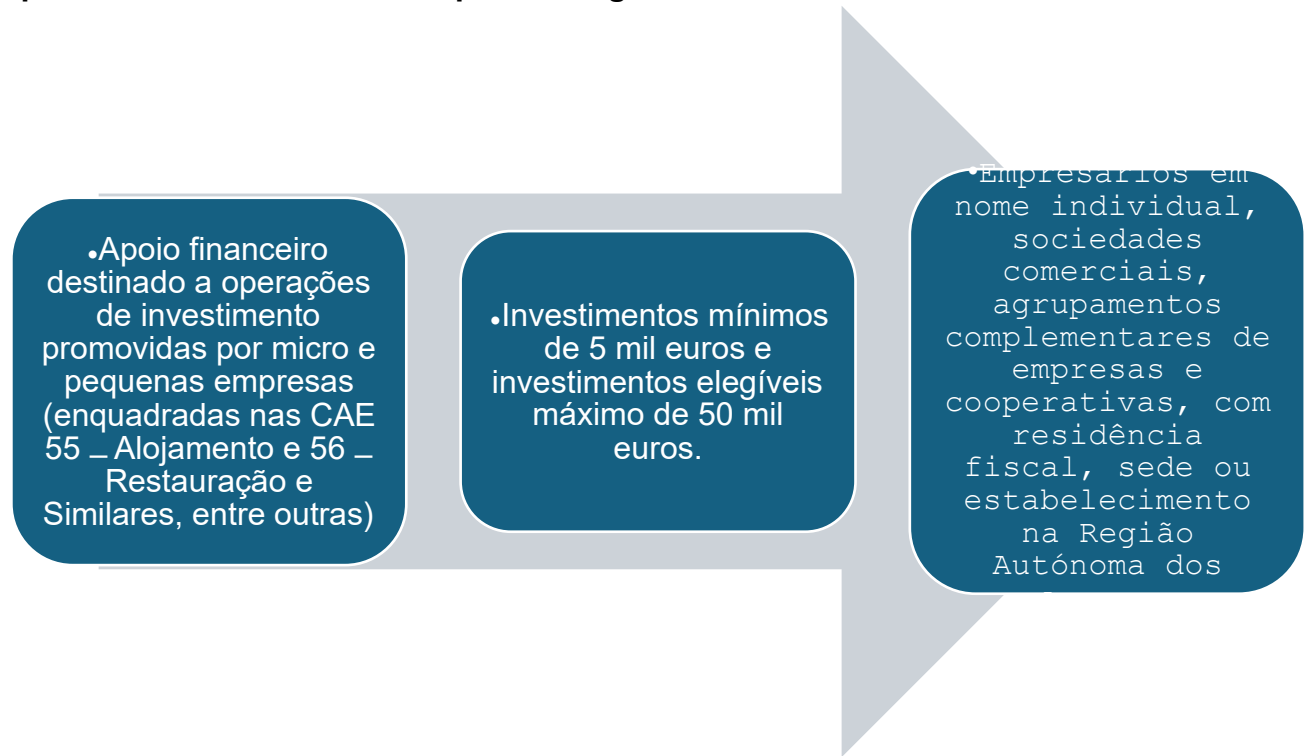 •Apoio financeiro
destinado a operações
de investimento
promovidas por micro e
pequenas empresas
(enquadradas nas CAE
55 – Alojamento e 56 –
Restauração e
Similares, entre outras)
•Investimentos mínimos
de 5 mil euros e
investimentos elegíveis
máximo de 50 mil
euros.
•Empresários em
nome individual,
sociedades
comerciais,
agrupamentos
complementares de
empresas e
cooperativas, com
residência
fiscal, sede ou
estabelecimento
na Região
Autónoma dos